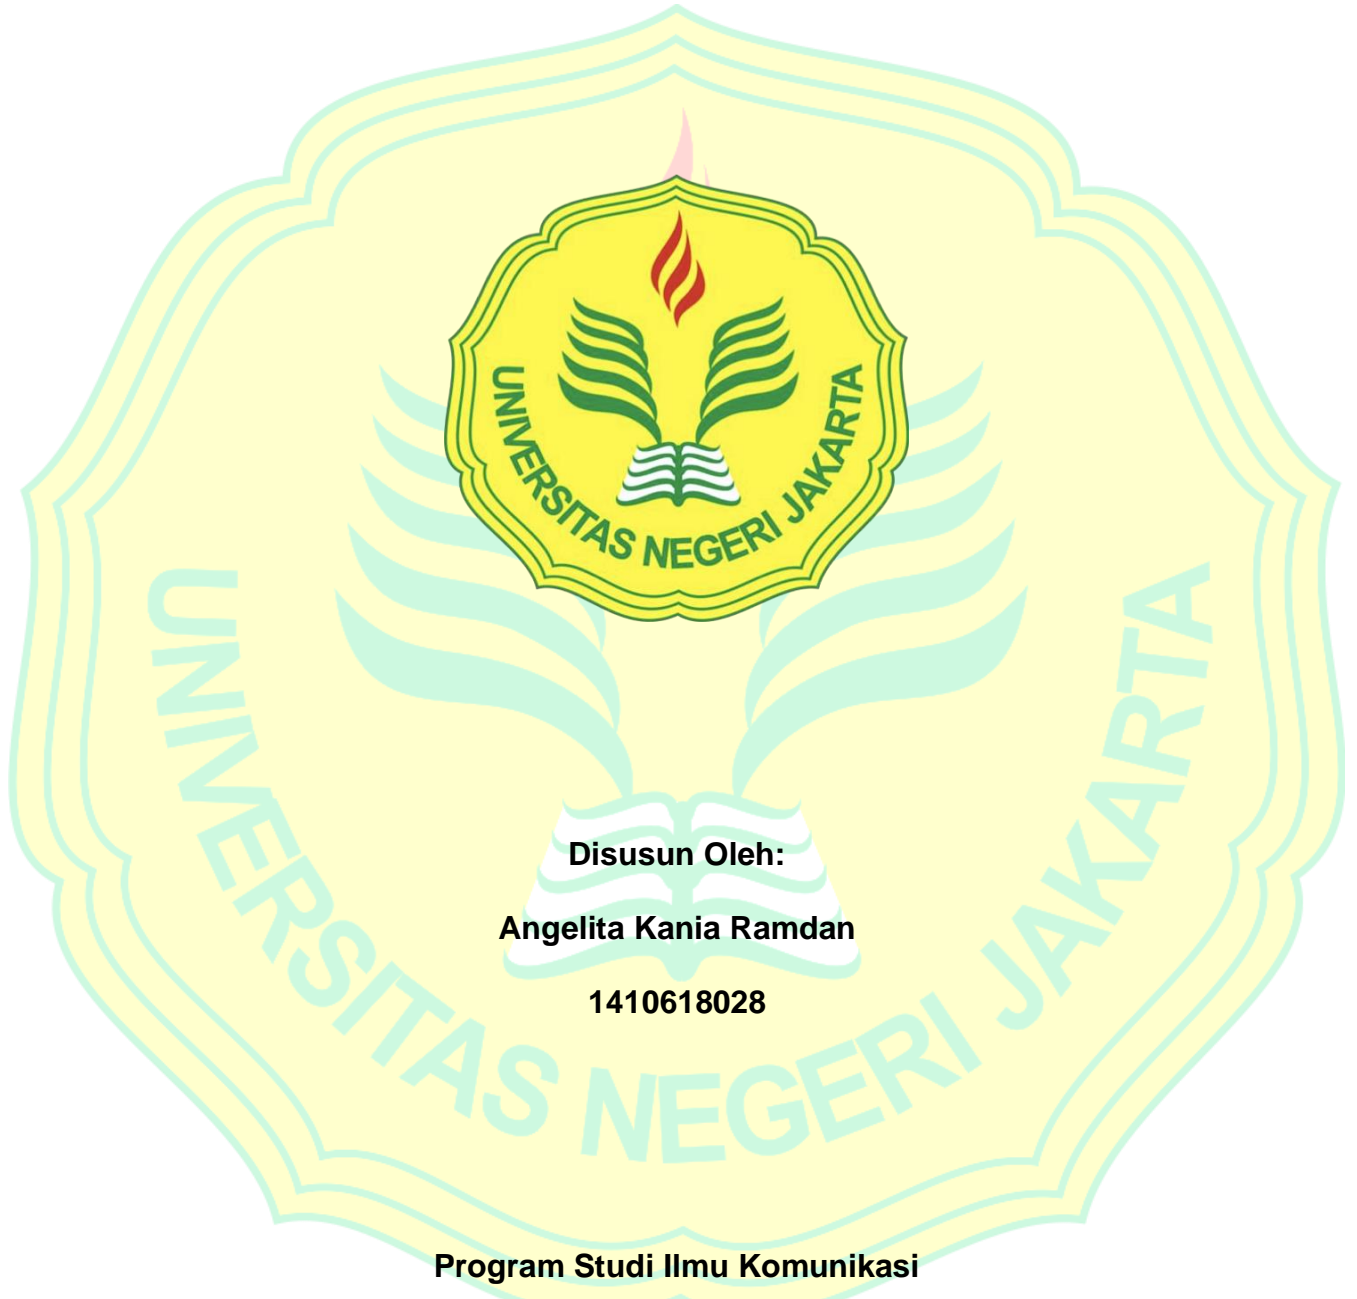 UNIVERSITAS NEGERI JAKARTA
UNIVERSITAS NEGERI JAKARTA
Disusun Oleh:
Angelita Kania Ramdan
1410618028
Program Studi Ilmu Komunikasi